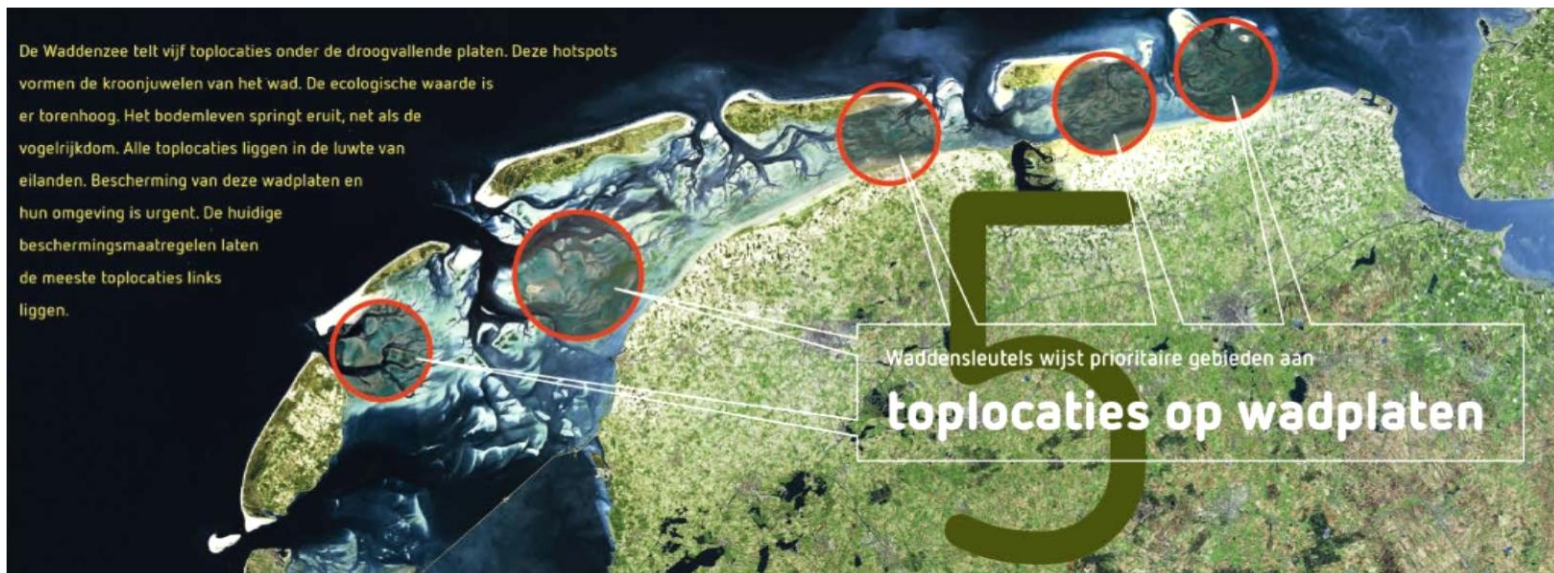 De Waddenzee telt vijf toplocaties onder de droogvallende platen. Deze hotspots
vormen de kroonjuwelen van het wad. De ecologische waarde is
er torenhoog. Het bodemleven springt eruit, net als de
vogelrijkdom. Alle toplocaties liggen in de luwte van
eilanden. Bescherming van deze wadplaten en
hun omgeving is urgent. De huidige
beschermingsmaatregelen laten
de meeste toplocaties links
liggen.
5
Waddensleutels wijst prioritaire gebieden aan
toplocaties op wadplaten